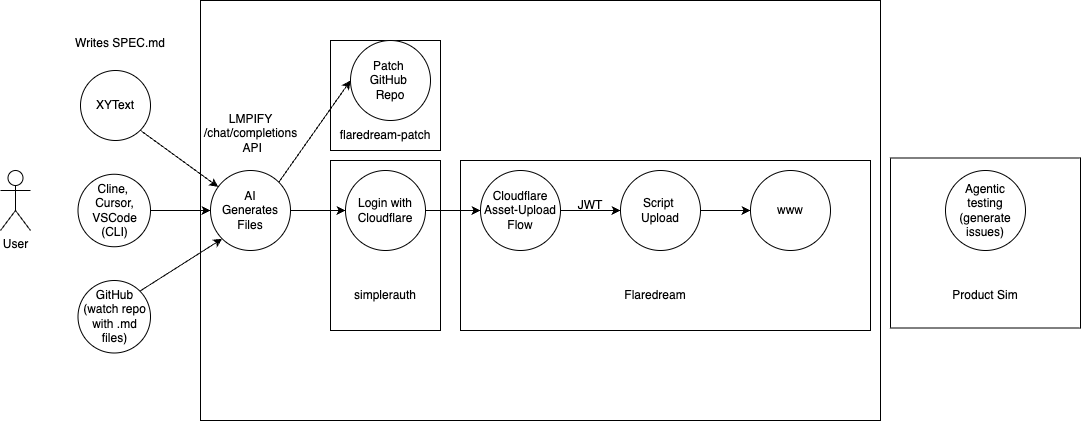 Writes SPEC.md
XYText
Cline,
Cursor,
VSCode
(CLI)
GitHub
(watch repo
with .md
files)
User
LMPIFY
/chat/completions
API
AI
Generates
Files
Patch
GitHub
Repo
flaredream-patch
Login with
Cloudflare
simplerauth
Cloudflare
Asset-Upload
Flow
JWT
Script
Upload
www
Flaredream
Agentic
testing
(generate
issues)
Product Sim